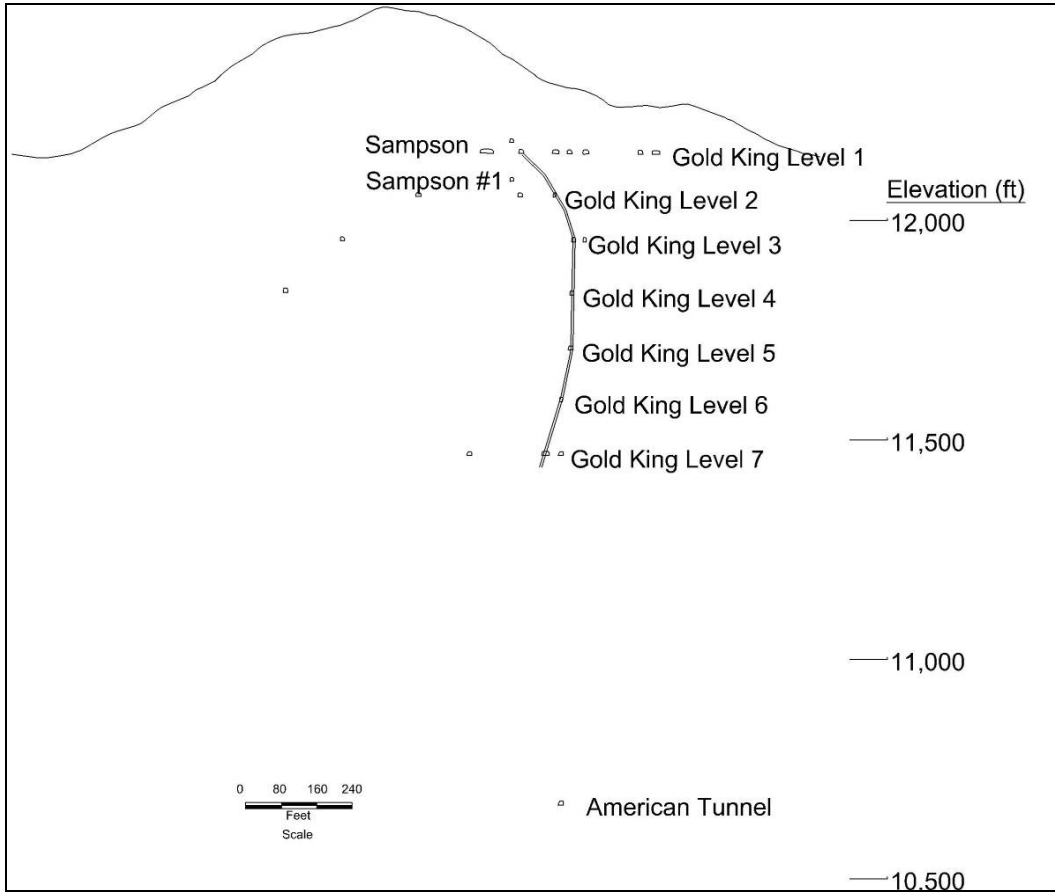 Sampson
Gold King Level 1
Sampson #1
Elevation (ft)
Gold King Level 2
12,000
Gold King Level 3
Gold King Level 4
Gold King Level 5
Gold King Level 6
11,500
Gold King Level 7
11,000
0 80 160 240
Feet
Scale
American Tunnel
10,500